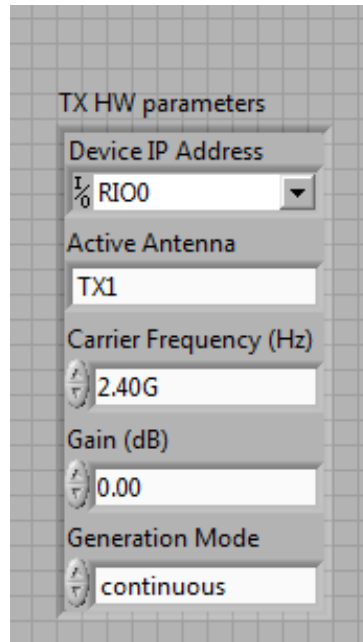 TX HW parameters
Device IP Address
I/O RIO0
Active Antenna
TX1
Carrier Frequency (Hz)
2.40G
Gain (dB)
0.00
Generation Mode
continuous